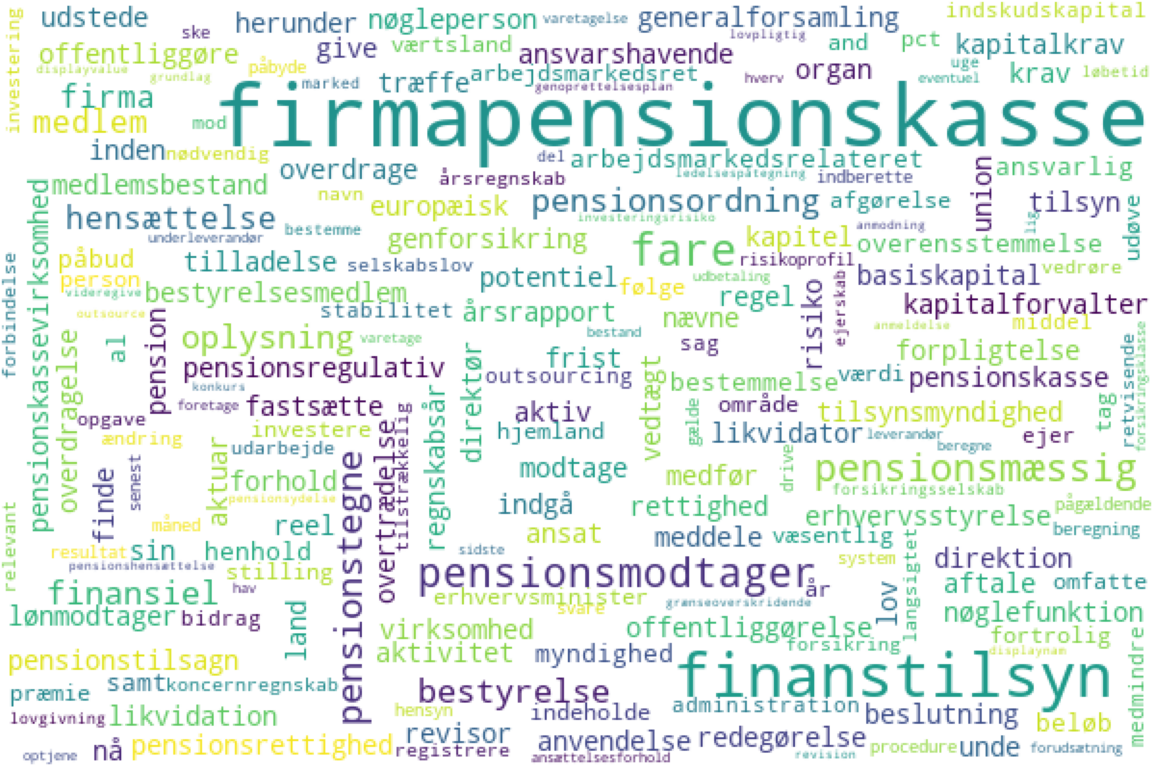 udstede
herunder
nøgleperson
varetagelse
generalforsamling
indskudskapital
investering
ske
offentliggøre
give
værtsland
ansvarshavende
lovpligtig
and
pct
kapitalkrav
displayvalue
grundlag
påbyde
marked
træffe
arbejdsmarkedsret
genoprettelsesplan
hverv
organ
eventuel
uge
krav
løbetid
firma
firmapensionskasse
medlem
mod
inden
nødvendig
overdrage
del
arbejdsmarkedsrelateret
ledelsespåtegning
indberette
union
ansvarlig
medlemsbestand
navn
årsregnskab
pensionsordning
afgørelse
tilsyn
hensættelse
europæisk
investeringsrisiko
anmodning
lig
udøve
underleverandør
bestemme
genforsikring
fare
kapitel
overensstemmelse
påbud
tilladelse
selskabslov
potentiel
udbetaling
risikoprofil
basiskapital
vedrøre
forbindelse
person
videregive
bestyrelsesmedlem
følge
regel
risiko
ejerskab
kapitalforvalter
outsource
stabilitet
årsrapport
nævne
anmeldelse
middel
pensionskassevirksomhed
overdragelse
al
pension
oplysning
varetage
bestand
sag
forpligtelse
retvisende
forsikringsklasse
pensionsregulativ
direktør
frist
konkurs
outsourcing
vedtægt
bestemmelse
værdi
pensionskasse
opgave
foretage
fastsætte
tilstrækkelig
regnskabsår
aktiv
gælde
område
tilsynsmyndighed
tag
ændring
investere
overtrædelse
hjemland
likvidator
leverandør
beregne
ejer
finde
senest
aktuar
udarbejde
pensionstegne
modtage
medfør
drive
pensionsmæssig
forhold
pensionsydelse
indgå
rettighed
forsikringsselskab
relevant
måned
reel
ansat
erhvervsstyrelse
pågældende
resultat
sin
henhold
sidste
meddele
væsentlig
langsigtet
beregning
pensionshensættelse
stilling
pensionsmodtager
system
direktion
finansiel
hav
erhvervsminister
svare
grænseoverskridende
år
lov
aftale
omfatte
lønmodtager
bidrag
land
virksomhed
offentliggørelse
nøglefunktion
forsikring
fortrolig
displaynam
medmindre
pensionstilsagn
aktivitet
myndighed
finanstilsyn
præmie
samt
koncernregnskab
bestyrelse
lovgivning
likvidation
hensyn
indeholde
administration
beslutning
beløb
optjene
nå
pensionsrettighed
revisor
registrere
anvendelse
ansættelsesforhold
redegørelse
revision
procedure
unde
forudsætning